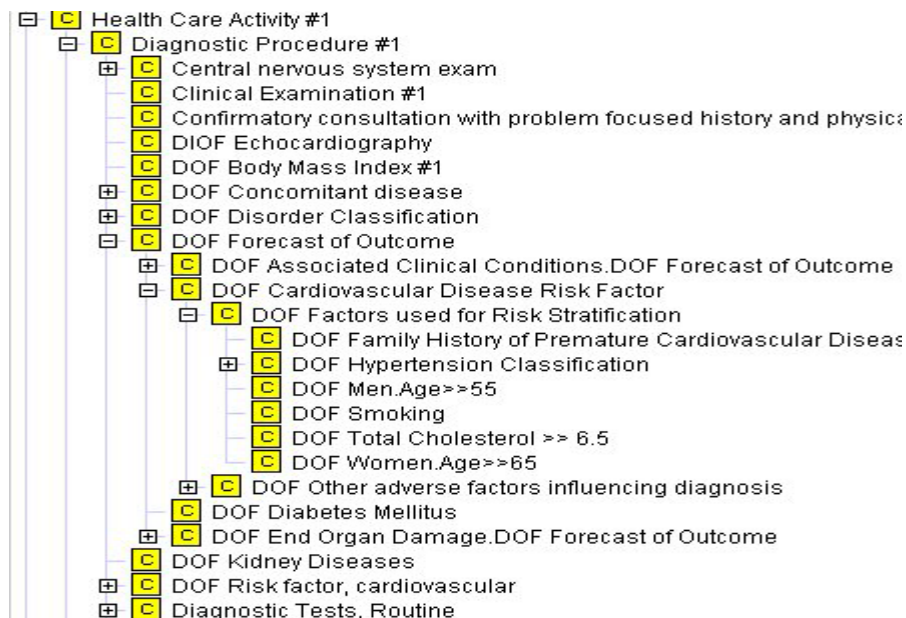 C Health Care Activity #1
C Diagnostic Procedure #1
C Central nervous system exam
C Clinical Examination #1
C Confirmatory consultation with problem focused history and physica
C DIOF Echocardiography
C DOF Body Mass Index #1
C DOF Concomitant disease
C DOF Disorder Classification
C DOF Forecast of Outcome
C DOF Associated Clinical Conditions.DOF Forecast of Outcome
C DOF Cardiovascular Disease Risk Factor
C DOF Factors used for Risk Stratification
C DOF Family History of Premature Cardiovascular Diseas
C DOF Hypertension Classification
C DOF Men.Age>>55
C DOF Smoking
C DOF Total Cholesterol >> 6.5
C DOF Women.Age>>65
C DOF Other adverse factors influencing diagnosis
C DOF Diabetes Mellitus
C DOF End Organ Damage.DOF Forecast of Outcome
C DOF Kidney Diseases
C DOF Risk factor, cardiovascular
C Diagnostic Tests, Routine